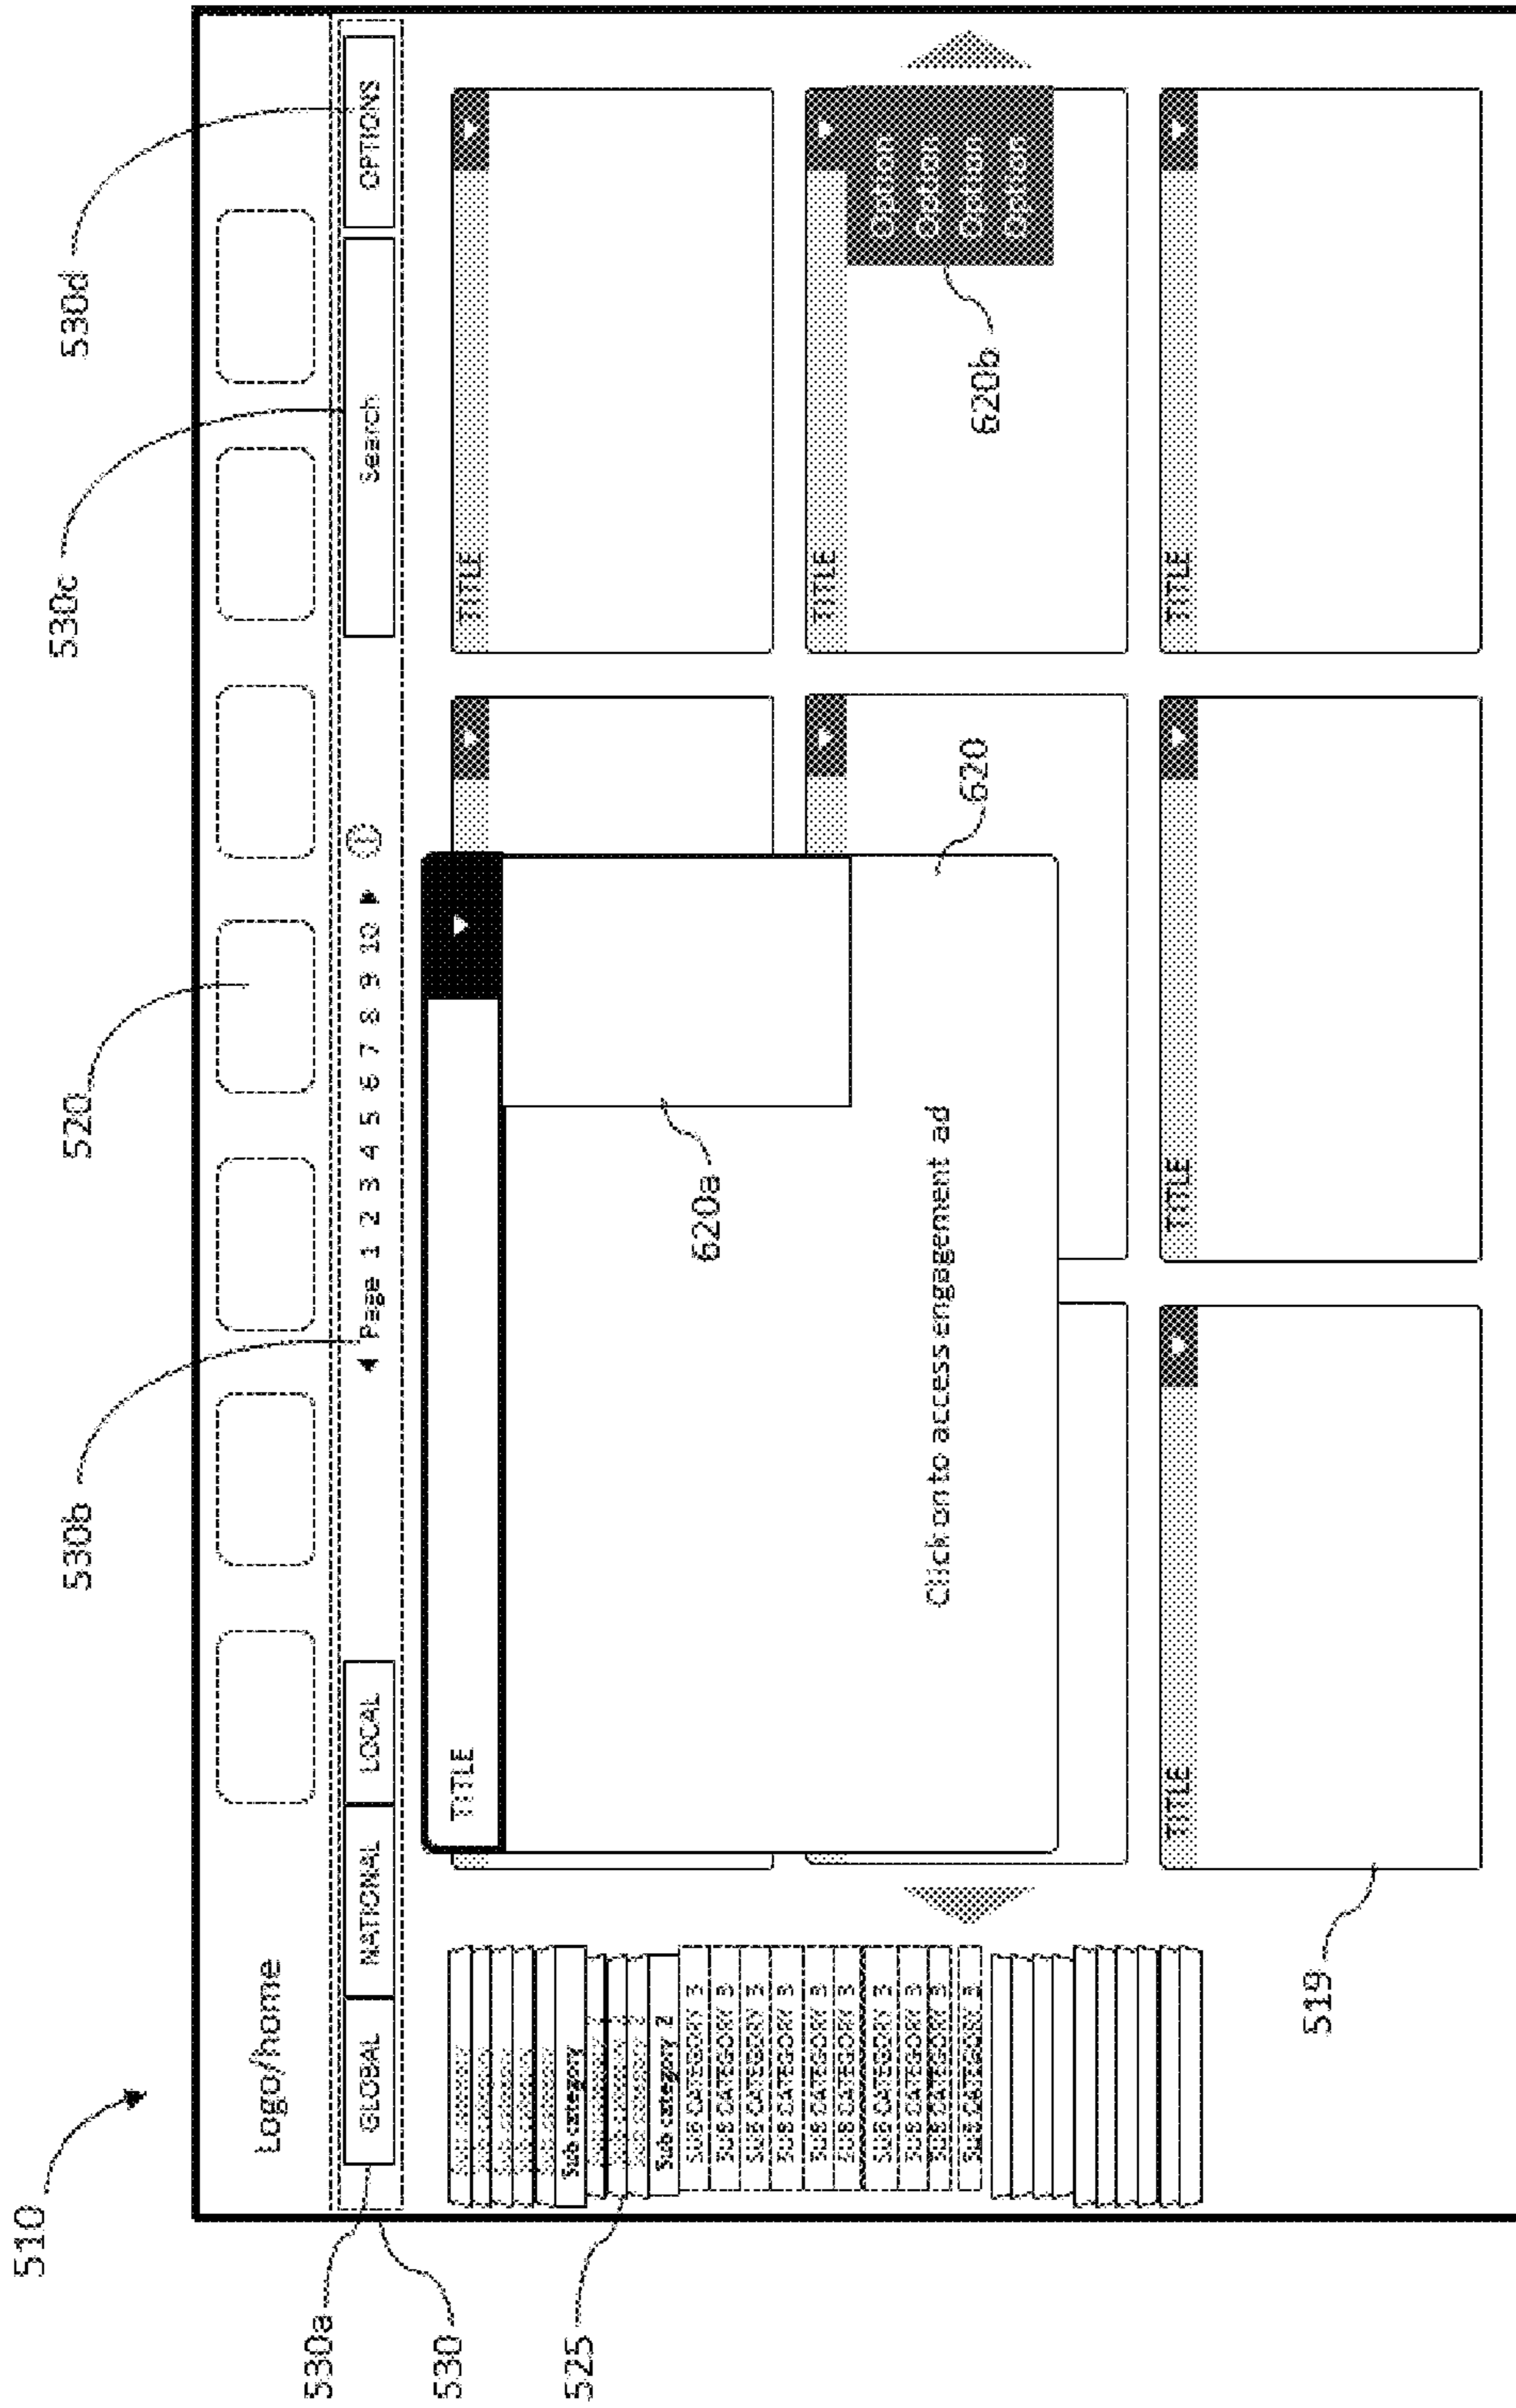 510
530d
530c
520
530b
Logo/home
530a
530
GLOBAL
NATIONAL
LOCAL
Page 1 2 3 4 5 6 7 8 9 10
Search
OPTIONS
525
Sub category
Sub category 2
SUB CATEGORY 3
SUB CATEGORY 3
SUB CATEGORY 3
SUB CATEGORY 3
SUB CATEGORY 3
SUB CATEGORY 3
SUB CATEGORY 3
SUB CATEGORY 3
SUB CATEGORY 3
SUB CATEGORY 3
TITLE
620a
Click on to access engagement ad
620
TITLE
TITLE
Option
Option
Option
Option
620b
TITLE
TITLE
TITLE
519